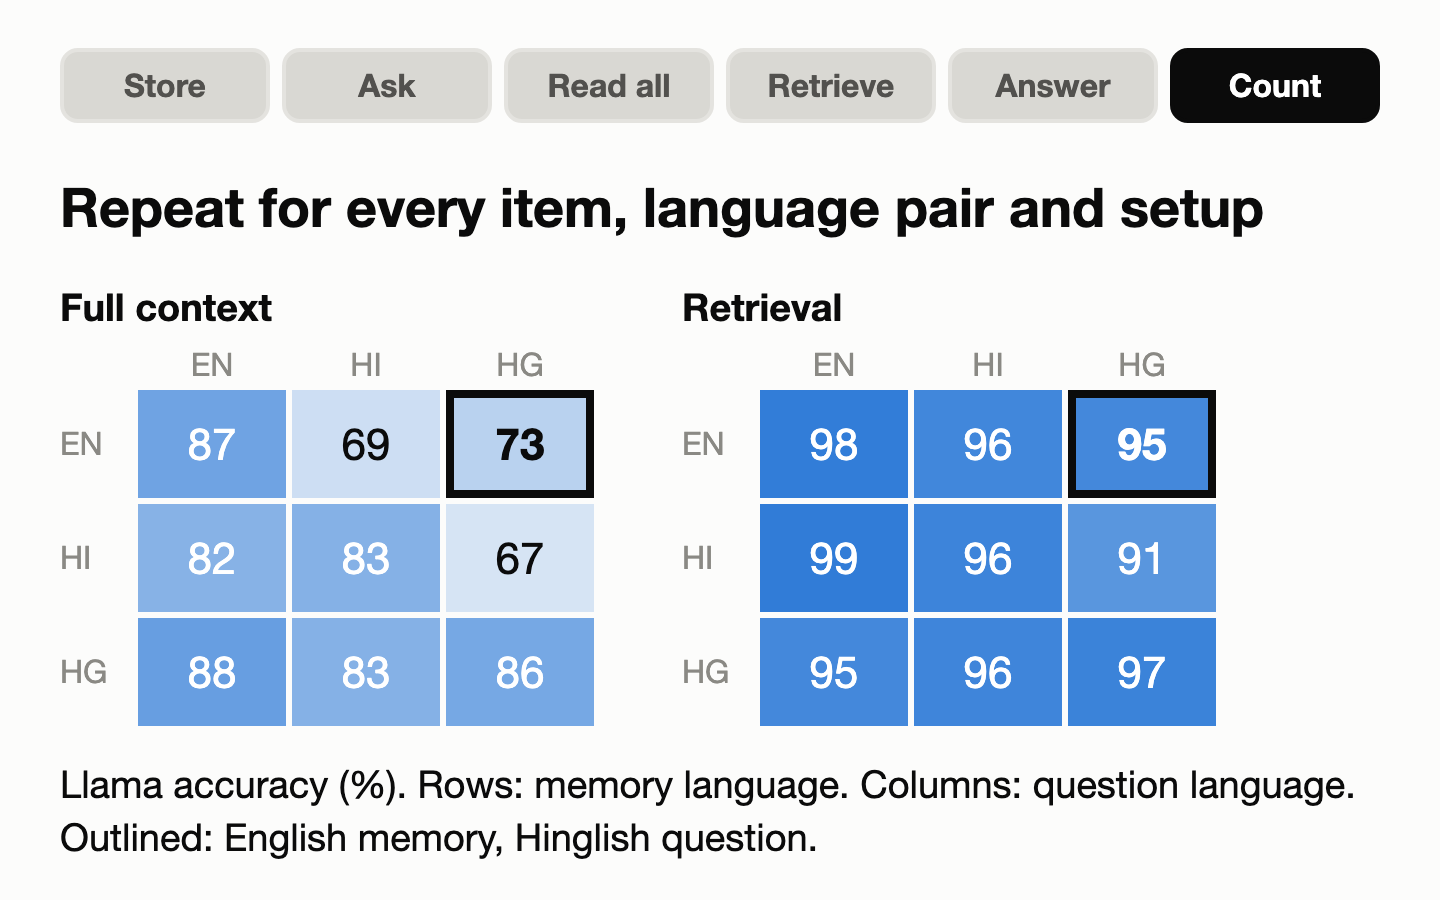 Store Ask Read all Retrieve Answer Count
Repeat for every item, language pair and setup
Full context
EN HI HG
EN 87 69 73
HI 82 83 67
HG 88 83 86
Retrieval
EN HI HG
EN 98 96 95
HI 99 96 91
HG 95 96 97
Llama accuracy (%). Rows: memory language. Columns: question language.
Outlined: English memory, Hinglish question.